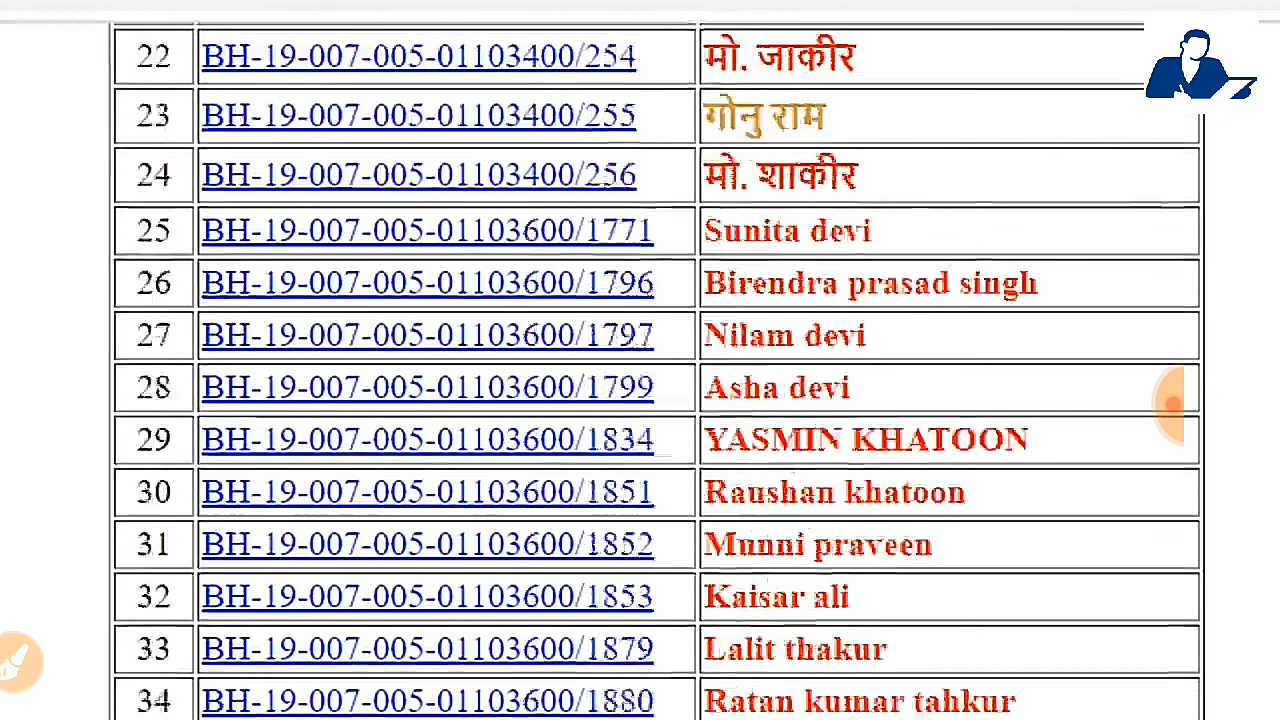 22 BH-19-007-005-01103400/254 मो. जाकीर
23 BH-19-007-005-01103400/255 गोनु राम
24 BH-19-007-005-01103400/256 मो. शाकीर
25 BH-19-007-005-01103600/1771 Sunita devi
26 BH-19-007-005-01103600/1796 Birendra prasad singh
27 BH-19-007-005-01103600/1797 Nilam devi
28 BH-19-007-005-01103600/1799 Asha devi
29 BH-19-007-005-01103600/1834 YASMIN KHATOON
30 BH-19-007-005-01103600/1851 Raushan khatoon
31 BH-19-007-005-01103600/1852 Munni praveen
32 BH-19-007-005-01103600/1853 Kaisar ali
33 BH-19-007-005-01103600/1879 Lalit thakur
34 BH-19-007-005-01103600/1880 Ratan kumar tahkur